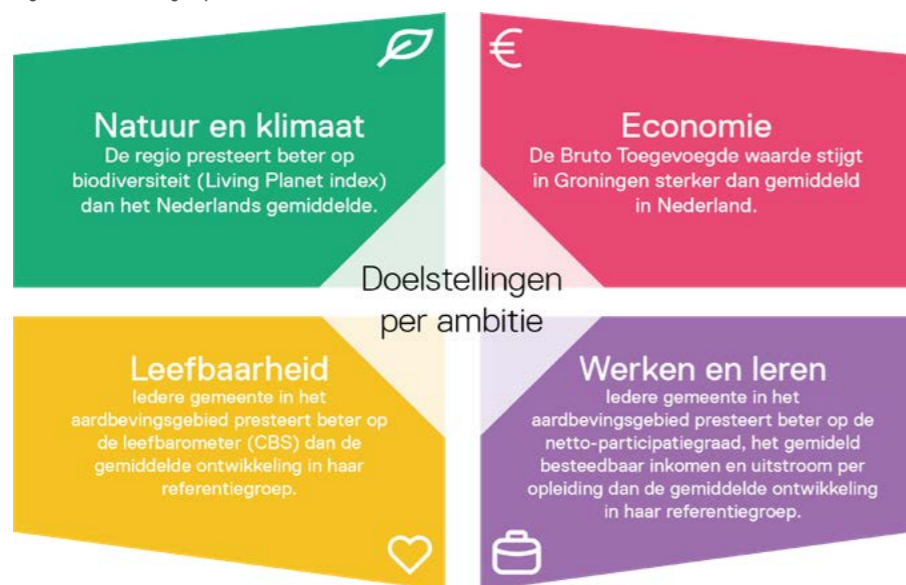 Natuur en klimaat
De regio presteert beter op
biodiversiteit (Living Planet index)
dan het Nederlands gemiddelde.
€
Economie
De Bruto Toegevoegde waarde stijgt
in Groningen sterker dan gemiddeld
in Nederland.
Doelstellingen
per ambitie
Leefbaarheid
Iedere gemeente in het
aardbevingsgebied presteert beter op
de leefbarometer (CBS) dan de
gemiddelde ontwikkeling in haar
referentiegroep.
Werken en leren
Iedere gemeente in het
aardbevingsgebied presteert beter op de
netto-participatiegraad, het gemideld
besteedbaar inkomen en uitstroom per
opleiding dan de gemiddelde ontwikkeling
in haar referentiegroep.